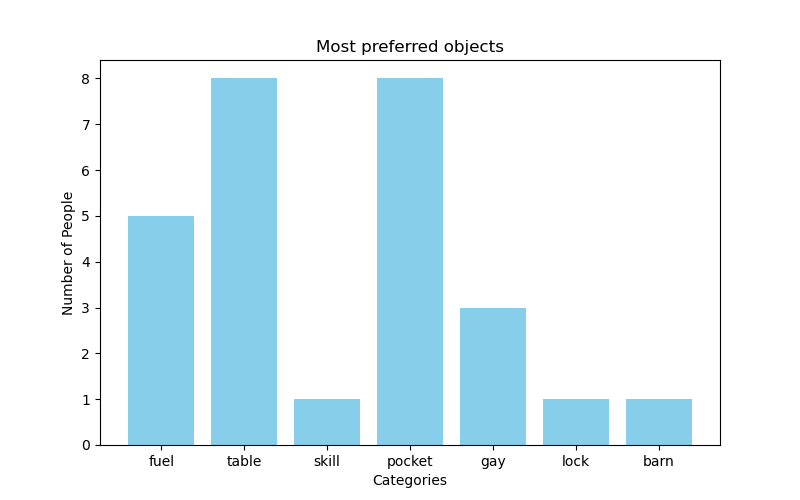 Most preferred objects
Number of People
8
7
6
5
4
3
2
1
0
fuel table skill pocket gay lock barn
Categories